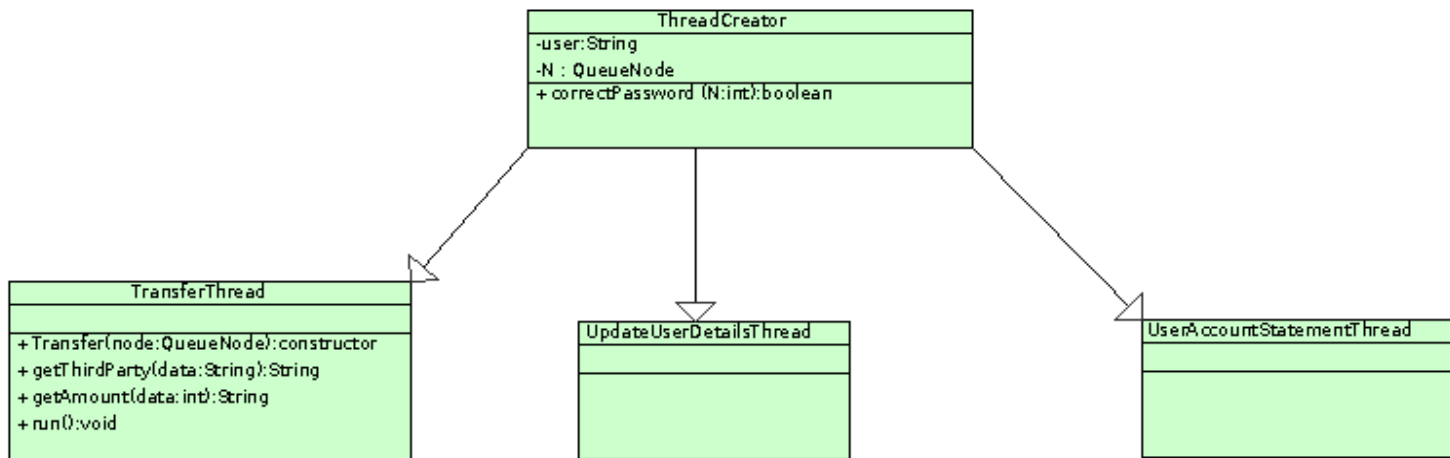 ThreadCreator
-user:String
-N : QueueNode
+ correctPassword (N:int):boolean
TransferThread
+Transfer(node:QueueNode):constructor
+ getThirdParty(data:String):String
+ getAmount(data:int):String
+ run():void
UpdateUserDetailsThread
UserAccountStatementThread